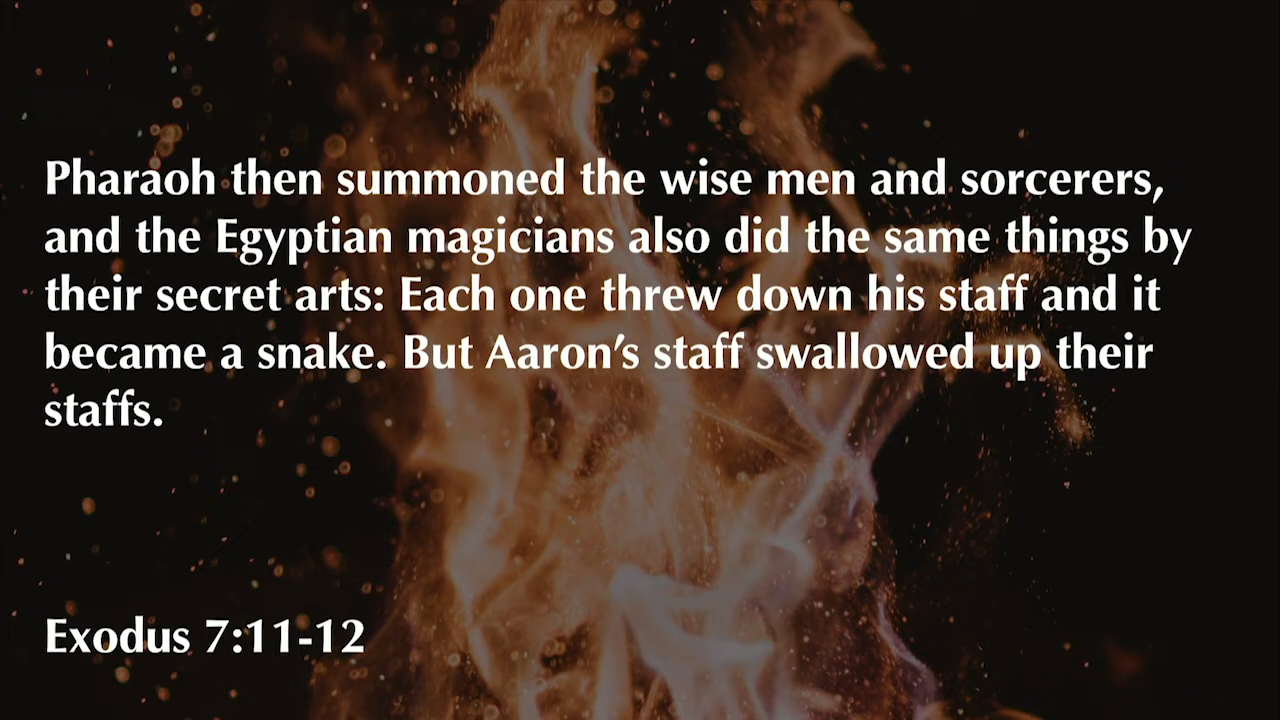 Pharaoh then summoned the wise men and sorcerers,
and the Egyptian magicians also did the same things by
their secret arts: Each one threw down his staff and it
became a snake. But Aaron’s staff swallowed up their
staffs.
Exodus 7:11-12